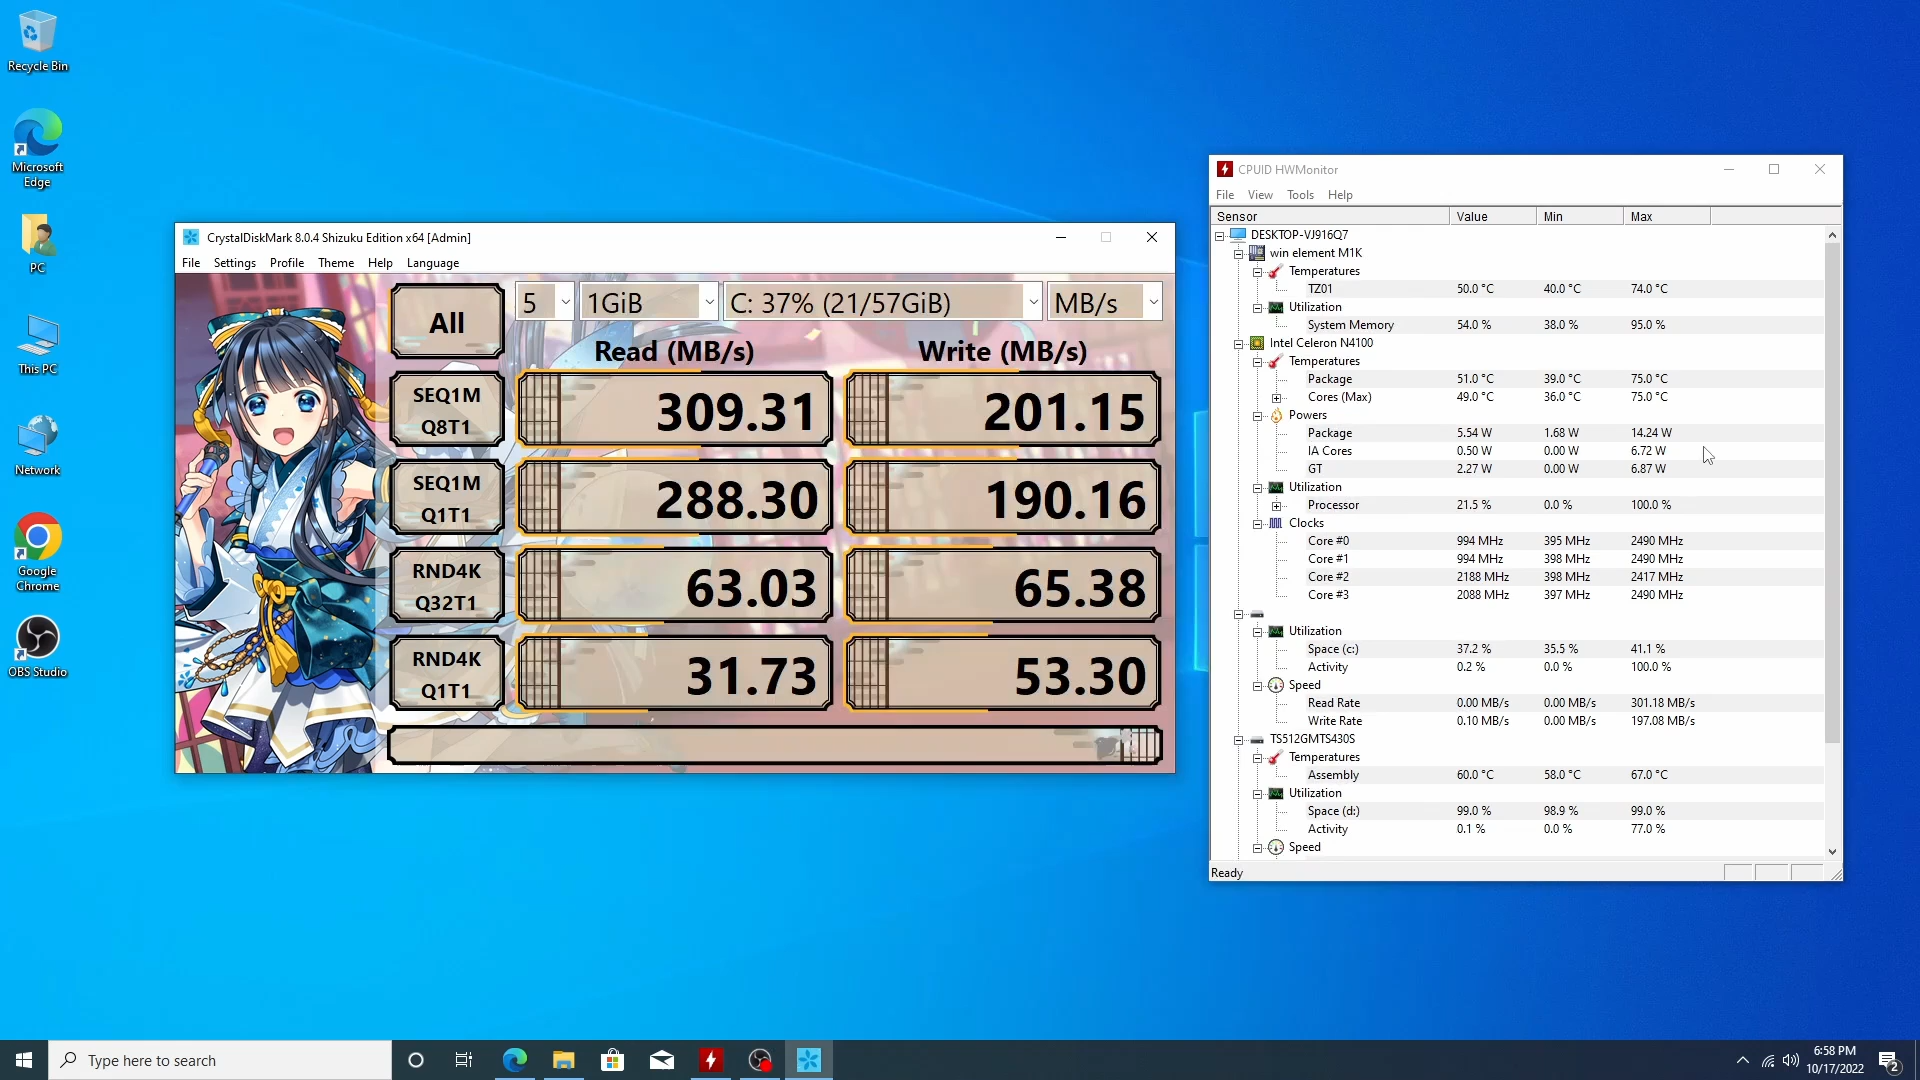 Recycle Bin
Microsoft
Edge
PC
This PC
Network
Google
Chrome
OBS Studio
CrystalDiskMark 8.0.4 Shizuku Edition x64 [Admin]
File Settings Profile Theme Help Language
All
5 1GiB C: 37% (21/57GiB) MB/s
Read (MB/s) Write (MB/s)
SEQ1M
Q8T1
309.31 201.15
SEQ1M
Q1T1
288.30 190.16
RND4K
Q32T1
63.03 65.38
RND4K
Q1T1
31.73 53.30
CPUID HWMonitor
File View Tools Help
Sensor Value Min Max
DESKTOP-VJ916Q7
win element M1K
Temperatures
TZ01 50.0 °C 40.0 °C 74.0 °C
Utilization
System Memory 54.0 % 38.0 % 95.0 %
Intel Celeron N4100
Temperatures
Package 51.0 °C 39.0 °C 75.0 °C
Cores (Max) 49.0 °C 36.0 °C 75.0 °C
Powers
Package 5.54 W 1.68 W 14.24 W
IA Cores 0.50 W 0.00 W 6.72 W
GT 2.27 W 0.00 W 6.87 W
Utilization
Processor 21.5 % 0.0 % 100.0 %
Clocks
Core #0 994 MHz 395 MHz 2490 MHz
Core #1 994 MHz 398 MHz 2490 MHz
Core #2 2188 MHz 398 MHz 2417 MHz
Core #3 2088 MHz 397 MHz 2490 MHz
Utilization
Space (c:) 37.2 % 35.5 % 41.1 %
Activity 0.2 % 0.0 % 100.0 %
Speed
Read Rate 0.00 MB/s 0.00 MB/s 301.18 MB/s
Write Rate 0.10 MB/s 0.00 MB/s 197.08 MB/s
TS512GMTS430S
Temperatures
Assembly 60.0 °C 58.0 °C 67.0 °C
Utilization
Space (d:) 99.0 % 98.9 % 99.0 %
Activity 0.1 % 0.0 % 77.0 %
Speed
Ready
Type here to search
6:58 PM
10/17/2022
2